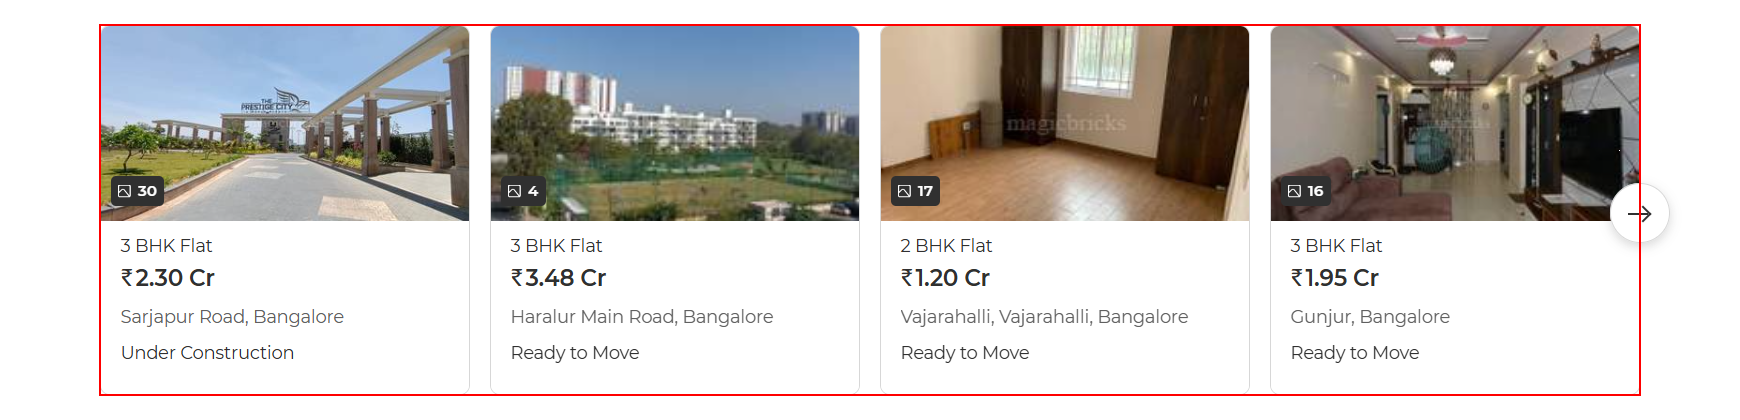 THE
PRESTIGE CITY
30
3 BHK Flat
₹2.30 Cr
Sarjapur Road, Bangalore
Under Construction
4
3 BHK Flat
₹3.48 Cr
Haralur Main Road, Bangalore
Ready to Move
magicbricks
17
2 BHK Flat
₹1.20 Cr
Vajarahalli, Vajarahalli, Bangalore
Ready to Move
16
3 BHK Flat
₹1.95 Cr
Gunjur, Bangalore
Ready to Move